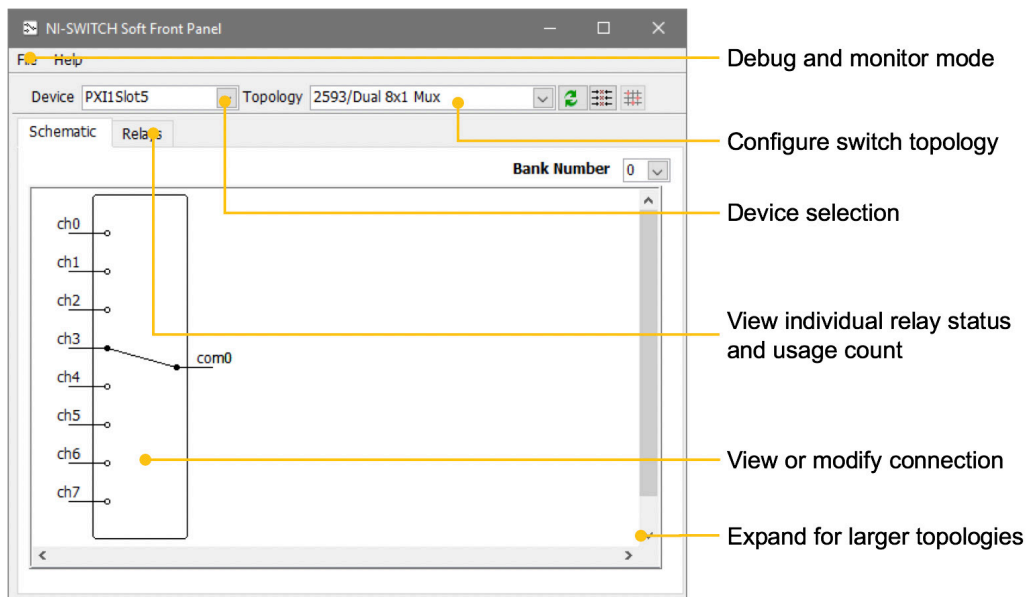 NI-SWITCH Soft Front Panel
File Help
Debug and monitor mode
Device PXI1Slot5 Topology 2593/Dual 8x1 Mux
Configure switch topology
Schematic Relays
Bank Number 0
Device selection
ch0
ch1
ch2
ch3
com0
View individual relay status
and usage count
ch4
ch5
ch6
View or modify connection
ch7
Expand for larger topologies